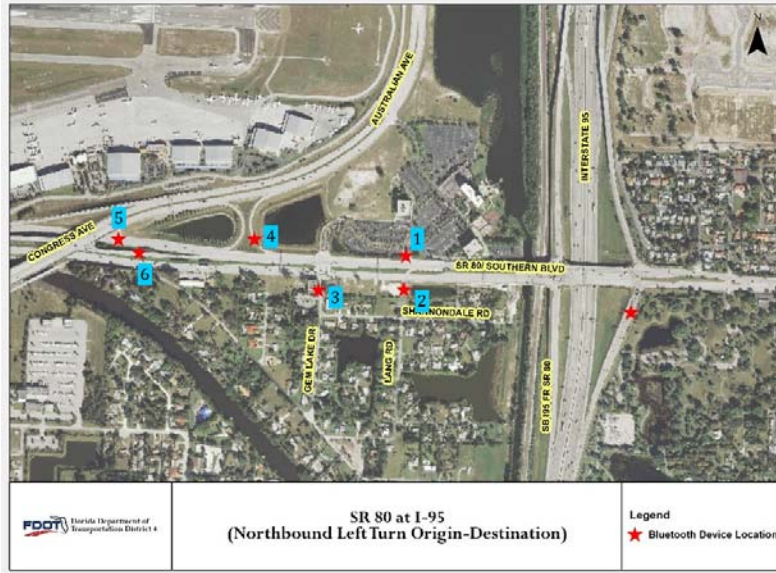 N
AUSTRALIAN AVE
INTERSTATE 95
CONGRESS AVE
5
4
1
6
SR 80/ SOUTHERN BLVD
3
2
SHANNONDALE RD
GEM LAKE DR
LANG RD
SB I95 FR SR 80
FDOT Florida Department of
Transportation District 4
SR 80 at I-95
(Northbound Left Turn Origin-Destination)
Legend
Bluetooth Device Location